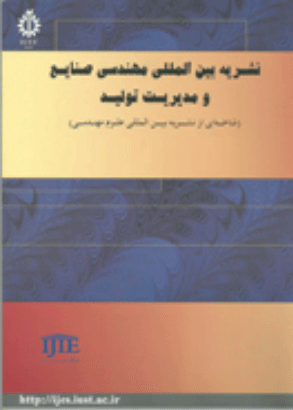 نشریه بین المللی مهندسی صنایع
و مدیریت تولید
(شاخه‌ای از نشریه بین المللی علوم مهندسی)
IJIE
http://ijes.iust.ac.ir